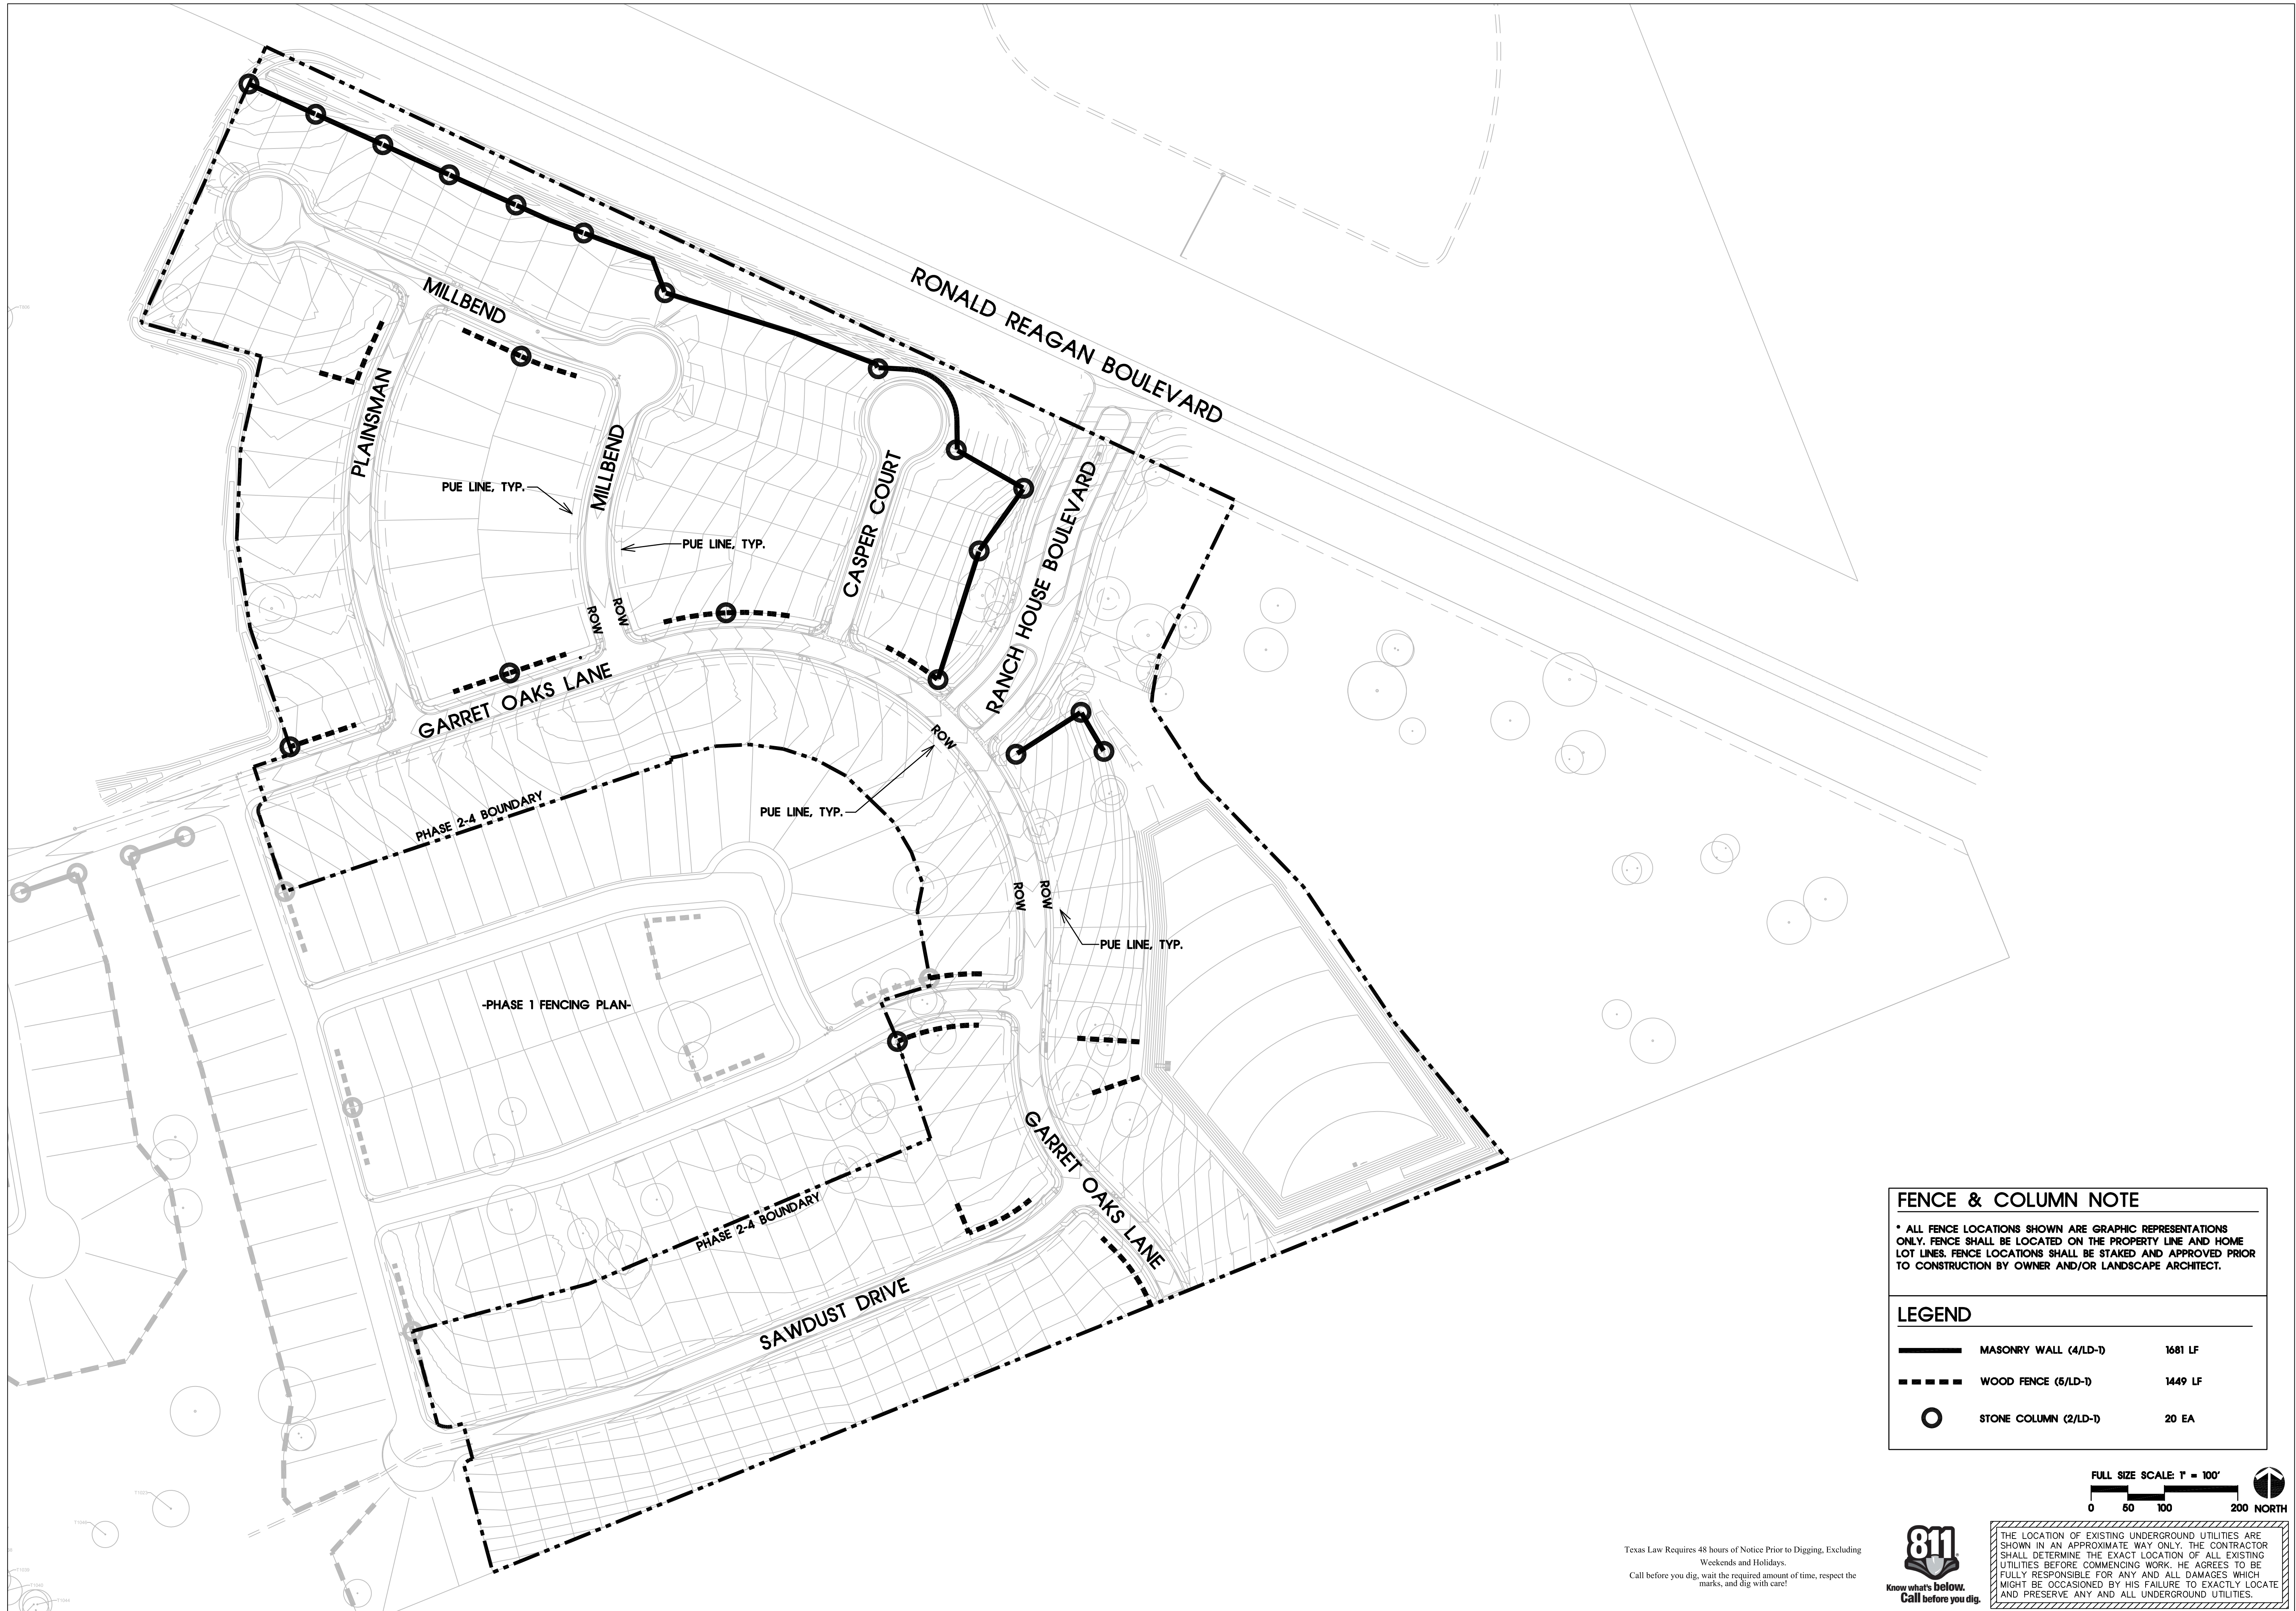 RONALD REAGAN BOULEVARD
MILLBEND
PLAINSMAN
MILLBEND
PUE LINE, TYP.
PUE LINE, TYP.
CASPER COURT
RANCH HOUSE BOULEVARD
ROW
ROW
GARRET OAKS LANE
ROW
PHASE 2-4 BOUNDARY
PUE LINE, TYP.
ROW
ROW
PUE LINE, TYP.
-PHASE 1 FENCING PLAN-
GARRET OAKS LANE
PHASE 2-4 BOUNDARY
SAWDUST DRIVE
FENCE & COLUMN NOTE
* ALL FENCE LOCATIONS SHOWN ARE GRAPHIC REPRESENTATIONS
ONLY. FENCE SHALL BE LOCATED ON THE PROPERTY LINE AND HOME
LOT LINES. FENCE LOCATIONS SHALL BE STAKED AND APPROVED PRIOR
TO CONSTRUCTION BY OWNER AND/OR LANDSCAPE ARCHITECT.
LEGEND
MASONRY WALL (4/LD-1) 1681 LF
WOOD FENCE (5/LD-1) 1449 LF
STONE COLUMN (2/LD-1) 20 EA
FULL SIZE SCALE: 1" = 100'
0 50 100 200 NORTH
Texas Law Requires 48 hours of Notice Prior to Digging, Excluding
Weekends and Holidays.
Call before you dig, wait the required amount of time, respect the
marks, and dig with care!
811
Know what's below.
Call before you dig.
THE LOCATION OF EXISTING UNDERGROUND UTILITIES ARE
SHOWN IN AN APPROXIMATE WAY ONLY. THE CONTRACTOR
SHALL DETERMINE THE EXACT LOCATION OF ALL EXISTING
UTILITIES BEFORE COMMENCING WORK. HE AGREES TO BE
FULLY RESPONSIBLE FOR ANY AND ALL DAMAGES WHICH
MIGHT BE OCCASIONED BY HIS FAILURE TO EXACTLY LOCATE
AND PRESERVE ANY AND ALL UNDERGROUND UTILITIES.